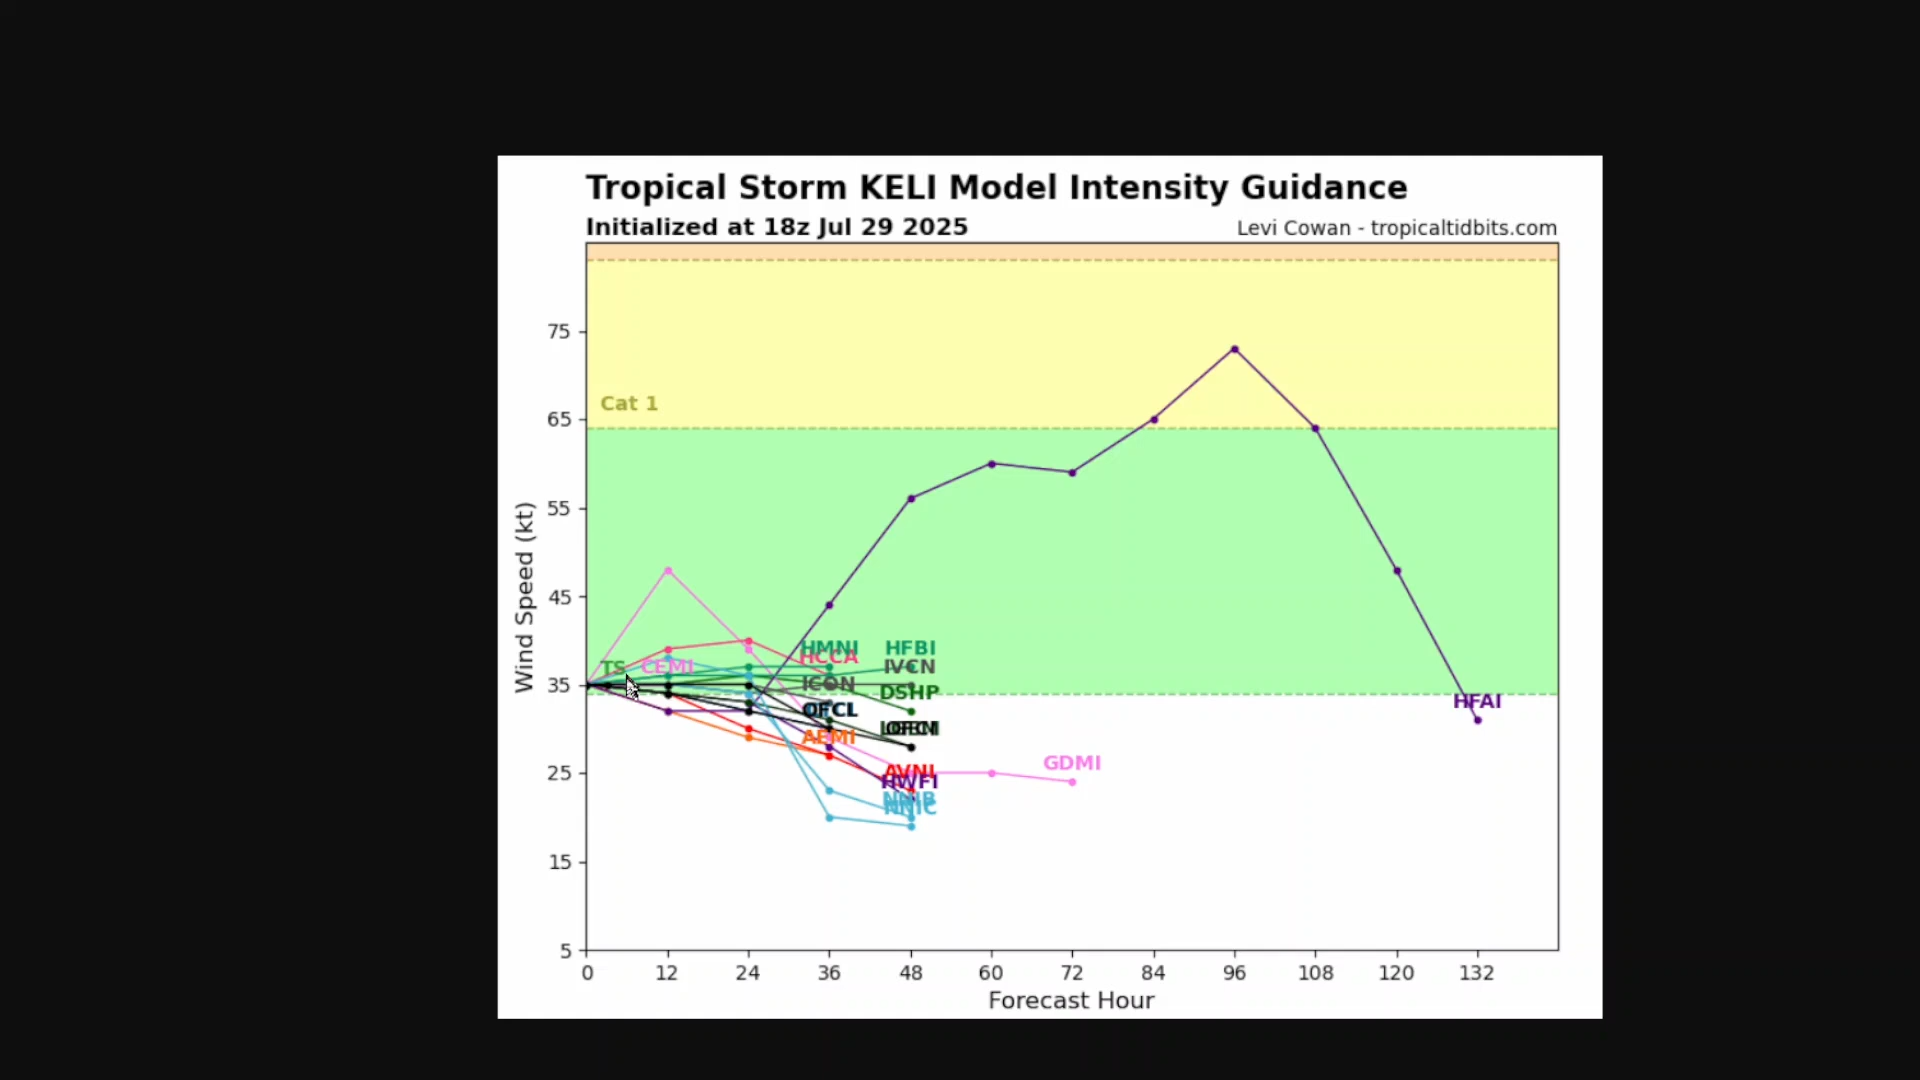 Tropical Storm KELI Model Intensity Guidance
Initialized at 18z Jul 29 2025
Levi Cowan - tropicaltidbits.com
75
Cat 1
65
55
Wind Speed (kt)
45
HMNI HFBI
HCCA
TS CEMI IVCN
35
ICON
DSHP
HFAI
OFCL
AEMI
GDMI
25
AVNI
HWFI
NNIB
NNIC
15
5
0 12 24 36 48 60 72 84 96 108 120 132
Forecast Hour